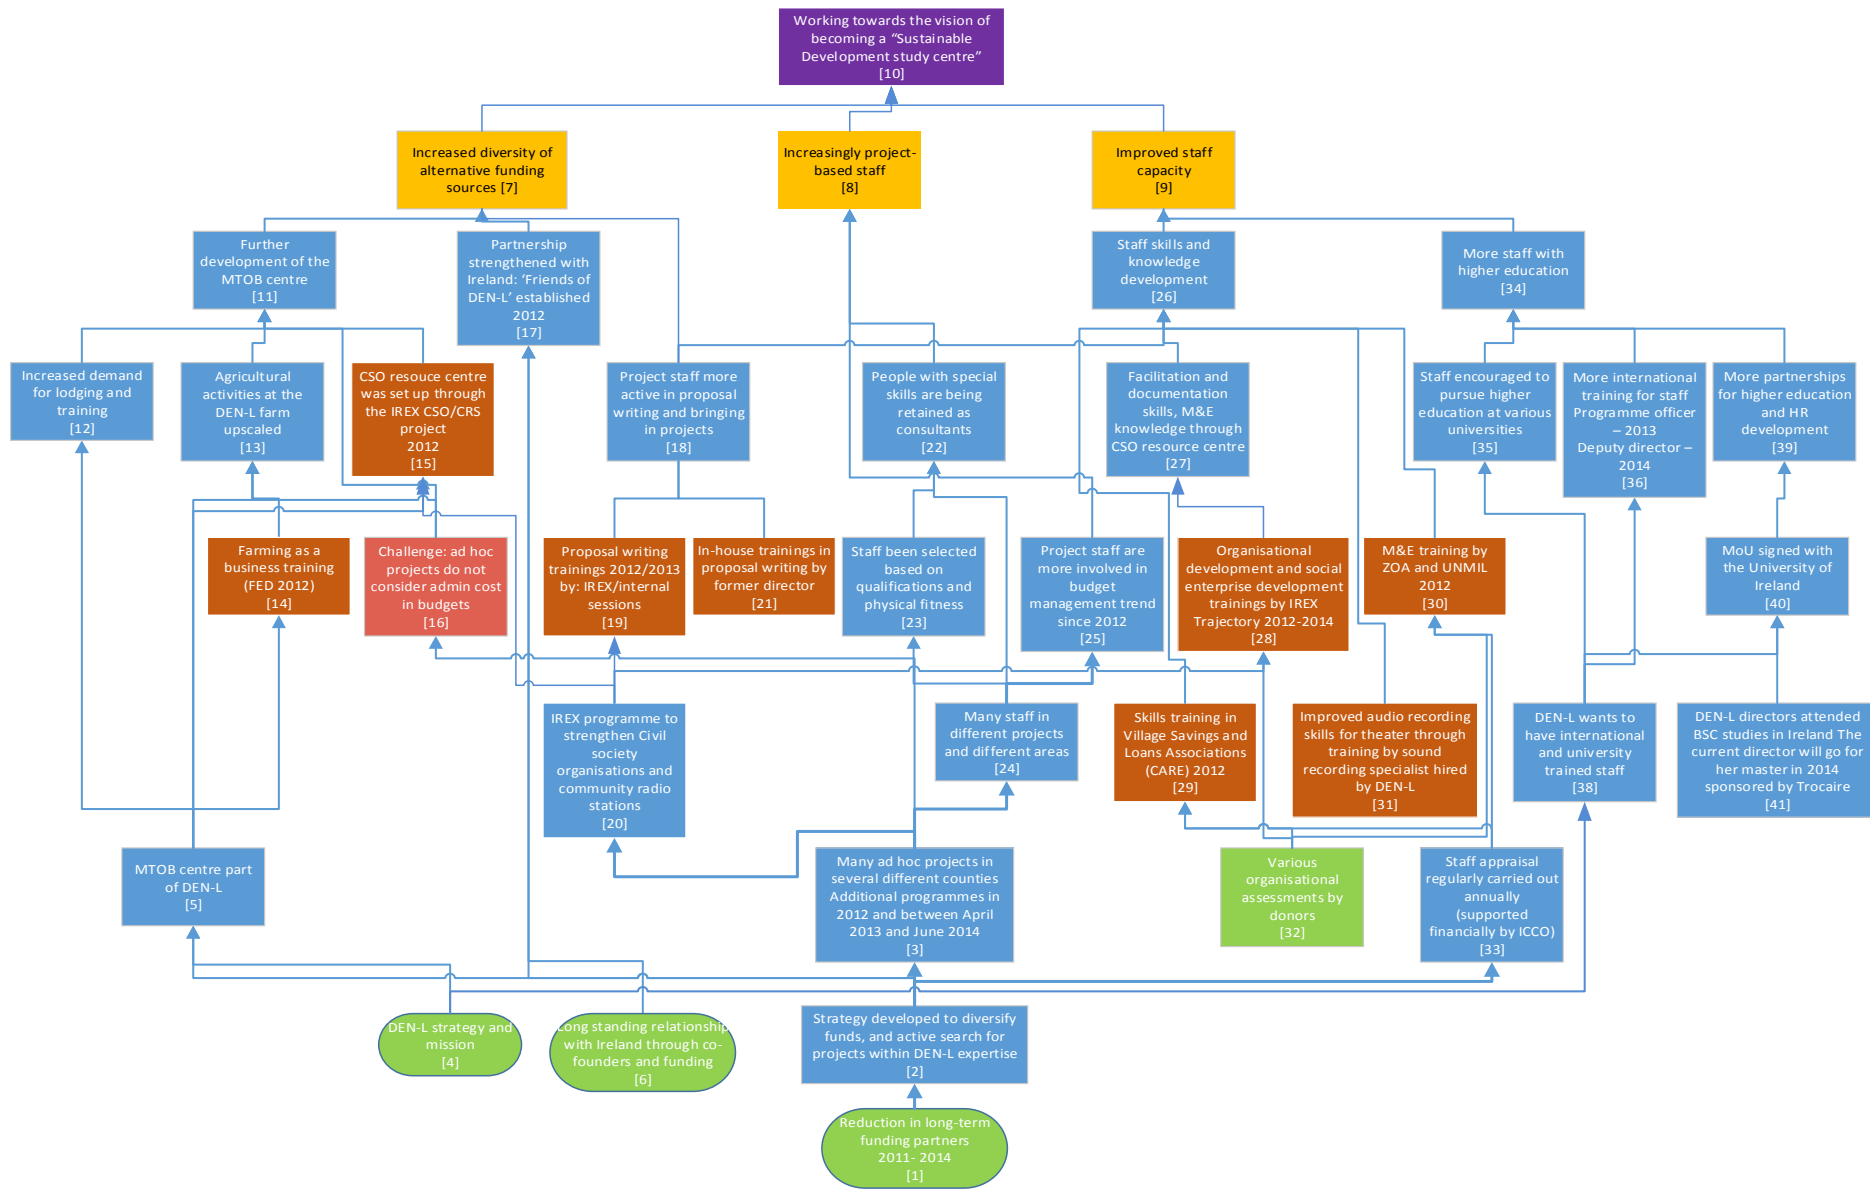 Working towards the vision of
becoming a “Sustainable
Development study centre”
[10]
Increased diversity of
alternative funding
sources [7]
Increasingly project-
based staff
[8]
Improved staff
capacity
[9]
Further
development of the
MTOB centre
[11]
Partnership
strengthened with
Ireland: ‘Friends of
DEN-L’ established
2012
[17]
Staff skills and
knowledge
development
[26]
More staff with
higher education
[34]
Increased demand
for lodging and
training
[12]
Agricultural
activities at the
DEN-L farm
upscaled
[13]
CSO resouce centre
was set up through
the IREX CSO/CRS
project
2012
[15]
Project staff more
active in proposal
writing and bringing
in projects
[18]
People with special
skills are being
retained as
consultants
[22]
Facilitation and
documentation
skills, M&E
knowledge through
CSO resource centre
[27]
Staff encouraged to
pursue higher
education at various
universities
[35]
More international
training for staff
Programme officer
– 2013
Deputy director –
2014
[36]
More partnerships
for higher education
and HR
development
[39]
Farming as a
business training
(FED 2012)
[14]
Challenge: ad hoc
projects do not
consider admin cost
in budgets
[16]
Proposal writing
trainings 2012/2013
by: IREX/internal
sessions
[19]
In-house trainings in
proposal writing by
former director
[21]
Staff been selected
based on
qualifications and
physical fitness
[23]
Project staff are
more involved in
budget
management trend
since 2012
[25]
Organisational
development and social
enterprise development
trainings by IREX
Trajectory 2012-2014
[28]
M&E training by
ZOA and UNMIL
2012
[30]
MoU signed with
the University of
Ireland
[40]
IREX programme to
strengthen Civil
society
organisations and
community radio
stations
[20]
Many staff in
different projects
and different areas
[24]
Skills training in
Village Savings and
Loans Associations
(CARE) 2012
[29]
Improved audio recording
skills for theater through
training by sound
recording specialist hired
by DEN-L
[31]
DEN-L wants to
have international
and university
trained staff
[38]
DEN-L directors attended
BSC studies in Ireland The
current director will go for
her master in 2014
sponsored by Trocaire
[41]
MTOB centre part
of DEN-L
[5]
Many ad hoc projects in
several different counties
Additional programmes in
2012 and between April
2013 and June 2014
[3]
Various
organisational
assessments by
donors
[32]
Staff appraisal
regularly carried out
annually
(supported
financially by ICCO)
[33]
DEN-L strategy and
mission
[4]
Long standing relationship
with Ireland through co-
founders and funding
[6]
Strategy developed to diversify
funds, and active search for
projects within DEN-L expertise
[2]
Reduction in long-term
funding partners
2011- 2014
[1]